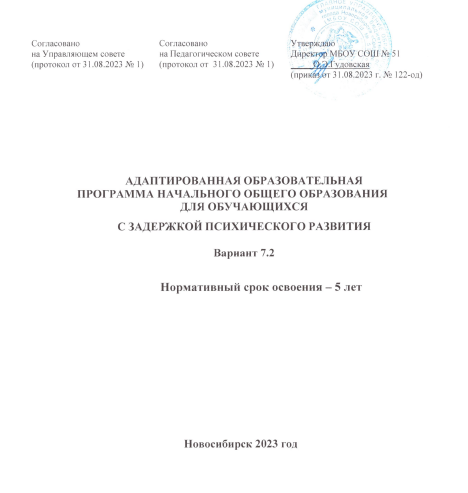 Согласовано
на Управляющем совете
(протокол от 31.08.2023 № 1)
Согласовано
на Педагогическом совете
(протокол от 31.08.2023 № 1)
Утверждаю
Директор МБОУ СОШ № 51
О.Э.Гудовская
(приказ от 31.08.2023 г. № 122-од)
АДАПТИРОВАННАЯ ОБРАЗОВАТЕЛЬНАЯ
ПРОГРАММА НАЧАЛЬНОГО ОБЩЕГО ОБРАЗОВАНИЯ
ДЛЯ ОБУЧАЮЩИХСЯ
С ЗАДЕРЖКОЙ ПСИХИЧЕСКОГО РАЗВИТИЯ
Вариант 7.2
Нормативный срок освоения – 5 лет
Новосибирск 2023 год